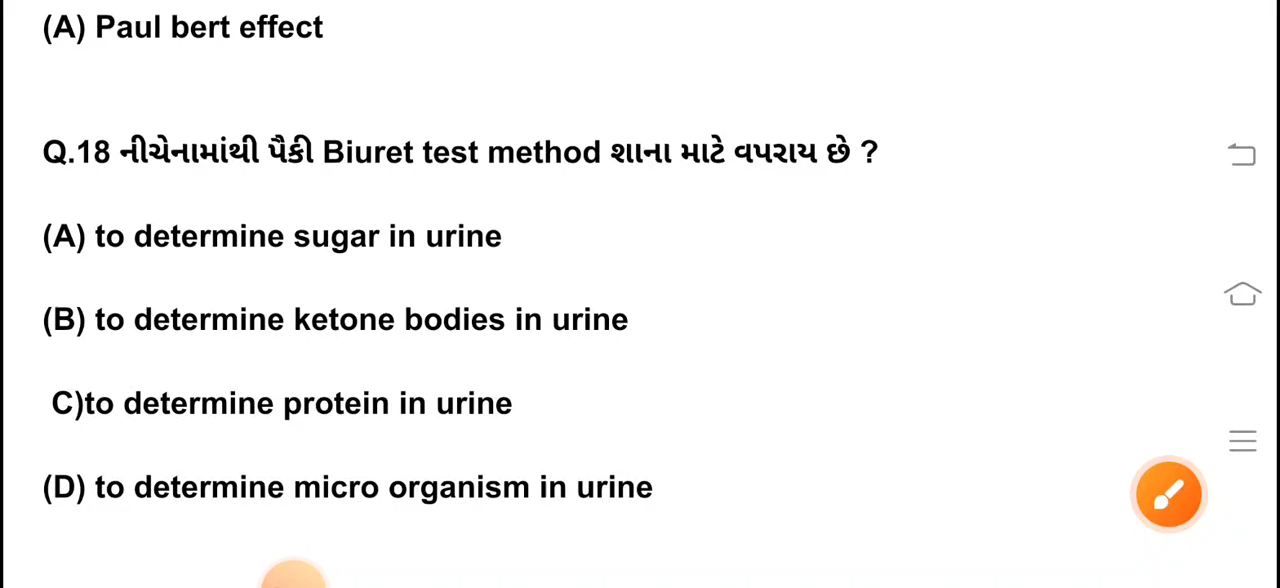 (A) Paul bert effect
Q.18 નીચેનામાંથી પૈકી Biuret test method શાના માટે વપરાય છે ?
(A) to determine sugar in urine
(B) to determine ketone bodies in urine
C)to determine protein in urine
(D) to determine micro organism in urine